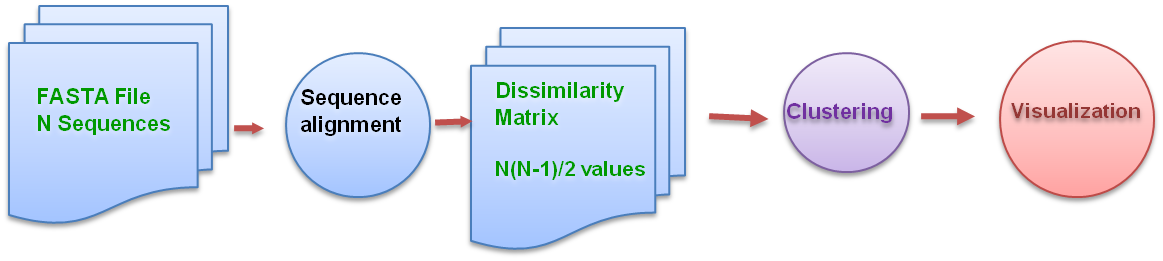 FASTA File
N Sequences
Sequence
alignment
Dissimilarity
Matrix
N(N-1)/2 values
Clustering
Visualization